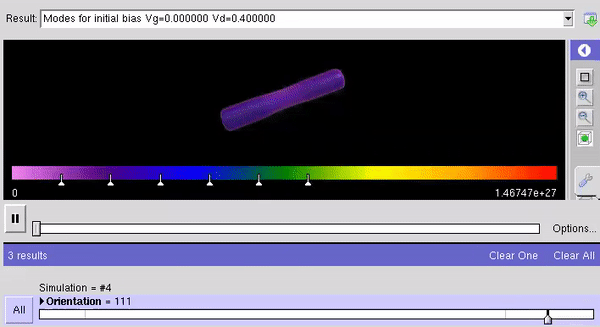 Result: Modes for initial bias Vg=0.000000 Vd=0.400000
0 1.46747e+27
Options...
3 results Clear One Clear All
Simulation = #4
All Orientation = 111